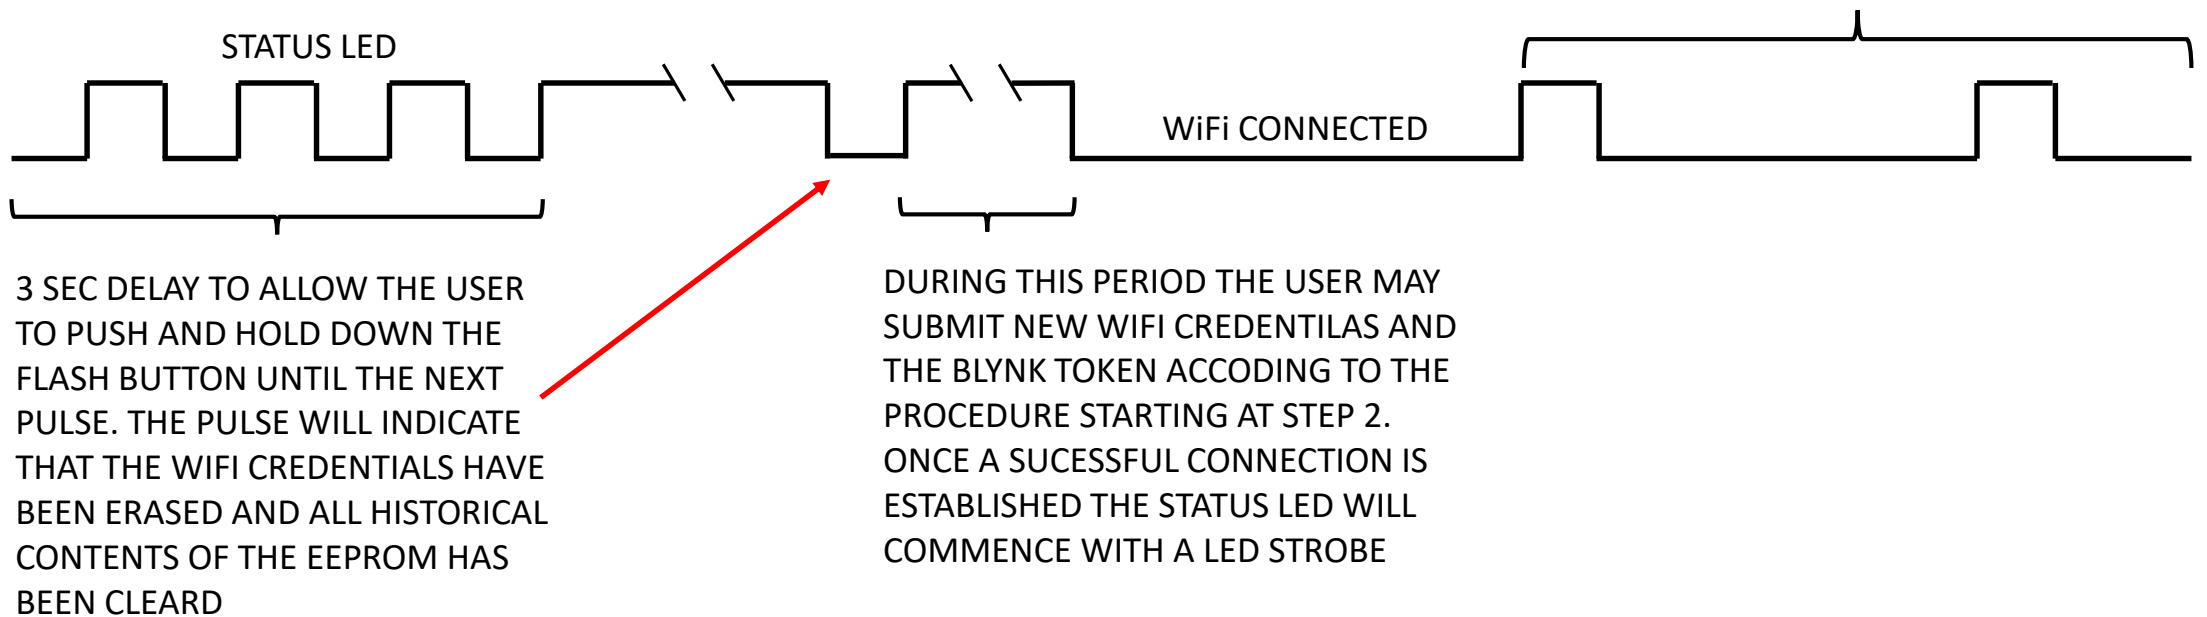 STATUS LED
WiFi CONNECTED
3 SEC DELAY TO ALLOW THE USER
TO PUSH AND HOLD DOWN THE
FLASH BUTTON UNTIL THE NEXT
PULSE. THE PULSE WILL INDICATE
THAT THE WIFI CREDENTIALS HAVE
BEEN ERASED AND ALL HISTORICAL
CONTENTS OF THE EEPROM HAS
BEEN CLEARD
DURING THIS PERIOD THE USER MAY
SUBMIT NEW WIFI CREDENTILAS AND
THE BLYNK TOKEN ACCODING TO THE
PROCEDURE STARTING AT STEP 2.
ONCE A SUCESSFUL CONNECTION IS
ESTABLISHED THE STATUS LED WILL
COMMENCE WITH A LED STROBE